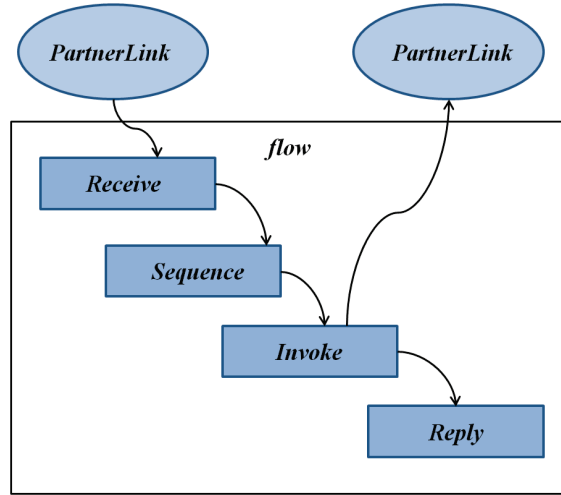 PartnerLink
PartnerLink
flow
Receive
Sequence
Invoke
Reply